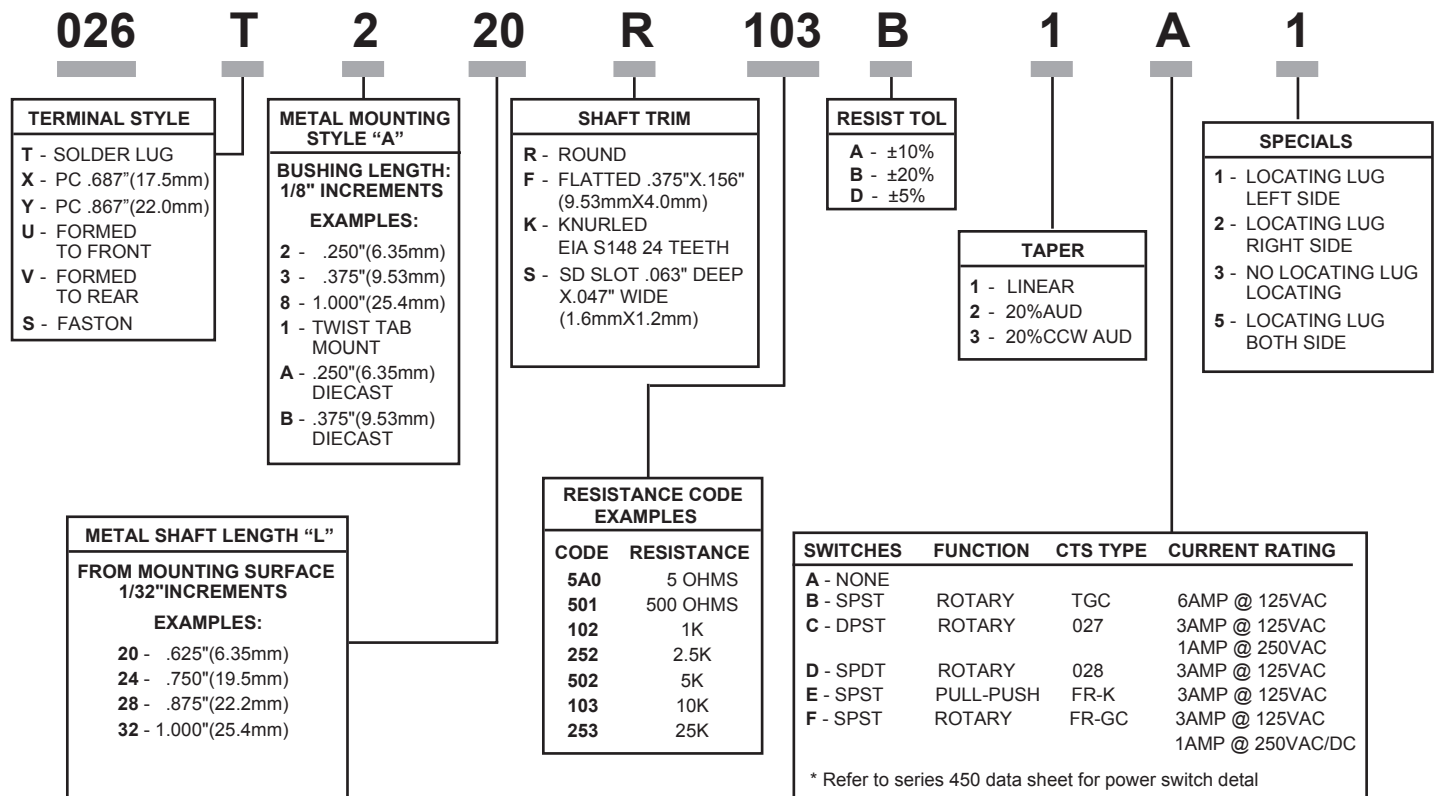 026 T 2 20 R 103 B 1 A 1
TERMINAL STYLE
T - SOLDER LUG
X - PC .687”(17.5mm)
Y - PC .867”(22.0mm)
U - FORMED
TO FRONT
V - FORMED
TO REAR
S - FASTON
METAL MOUNTING
STYLE “A”
BUSHING LENGTH:
1/8" INCREMENTS
EXAMPLES:
2 - .250"(6.35mm)
3 - .375"(9.53mm)
8 - 1.000"(25.4mm)
1 - TWIST TAB
MOUNT
A - .250"(6.35mm)
DIECAST
B - .375"(9.53mm)
DIECAST
SHAFT TRIM
R - ROUND
F - FLATTED .375"X.156"
(9.53mmX4.0mm)
K - KNURLED
EIA S148 24 TEETH
S - SD SLOT .063" DEEP
X.047" WIDE
(1.6mmX1.2mm)
RESIST TOL
A - ±10%
B - ±20%
D - ±5%
TAPER
1 - LINEAR
2 - 20%AUD
3 - 20%CCW AUD
SPECIALS
1 - LOCATING LUG
LEFT SIDE
2 - LOCATING LUG
RIGHT SIDE
3 - NO LOCATING LUG
LOCATING
5 - LOCATING LUG
BOTH SIDE
METAL SHAFT LENGTH “L”
FROM MOUNTING SURFACE
1/32"INCREMENTS
EXAMPLES:
20 - .625"(6.35mm)
24 - .750"(19.5mm)
28 - .875"(22.2mm)
32 - 1.000"(25.4mm)
RESISTANCE CODE
EXAMPLES
CODE RESISTANCE
5A0 5 OHMS
501 500 OHMS
102 1K
252 2.5K
502 5K
103 10K
253 25K
SWITCHES FUNCTION CTS TYPE CURRENT RATING
A - NONE
B - SPST ROTARY TGC 6AMP @ 125VAC
C - DPST ROTARY 027 3AMP @ 125VAC
1AMP @ 250VAC
D - SPDT ROTARY 028 3AMP @ 125VAC
E - SPST PULL-PUSH FR-K 3AMP @ 125VAC
F - SPST ROTARY FR-GC 3AMP @ 125VAC
1AMP @ 250VAC/DC
* Refer to series 450 data sheet for power switch detal